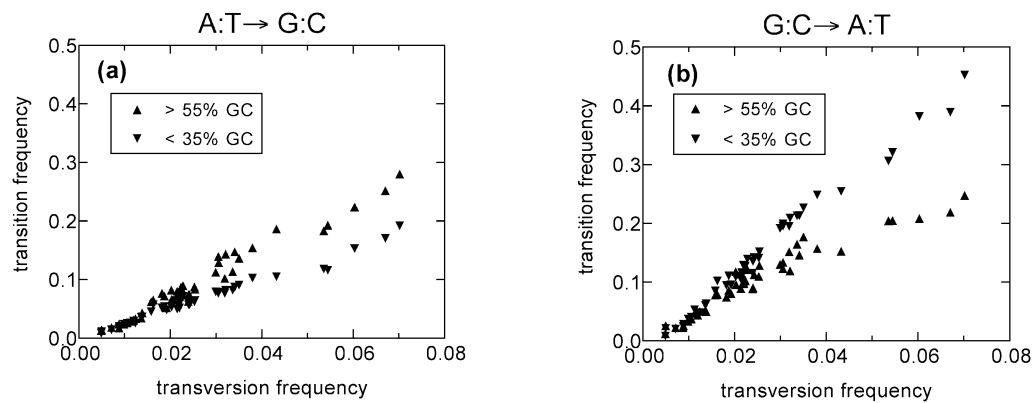 A:T→ G:C
0.5
(a)
▲ > 55% GC
▼ < 35% GC
0.4
0.3
0.2
0.1
0.0
0.00 0.02 0.04 0.06 0.08
transition frequency
transversion frequency
G:C→ A:T
0.5
(b)
▲ > 55% GC
▼ < 35% GC
0.4
0.3
0.2
0.1
0.0
0.00 0.02 0.04 0.06 0.08
transition frequency
transversion frequency